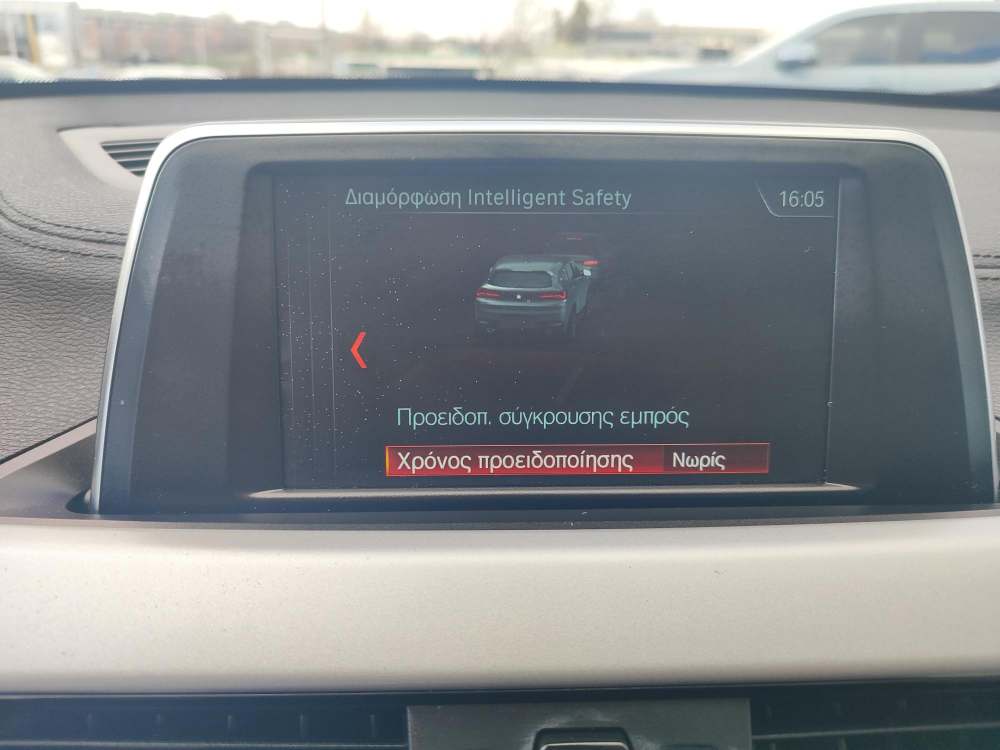 Διαμόρφωση Intelligent Safety
16:05
Προειδοπ. σύγκρουσης εμπρός
Χρόνος προειδοποίησης Νωρίς